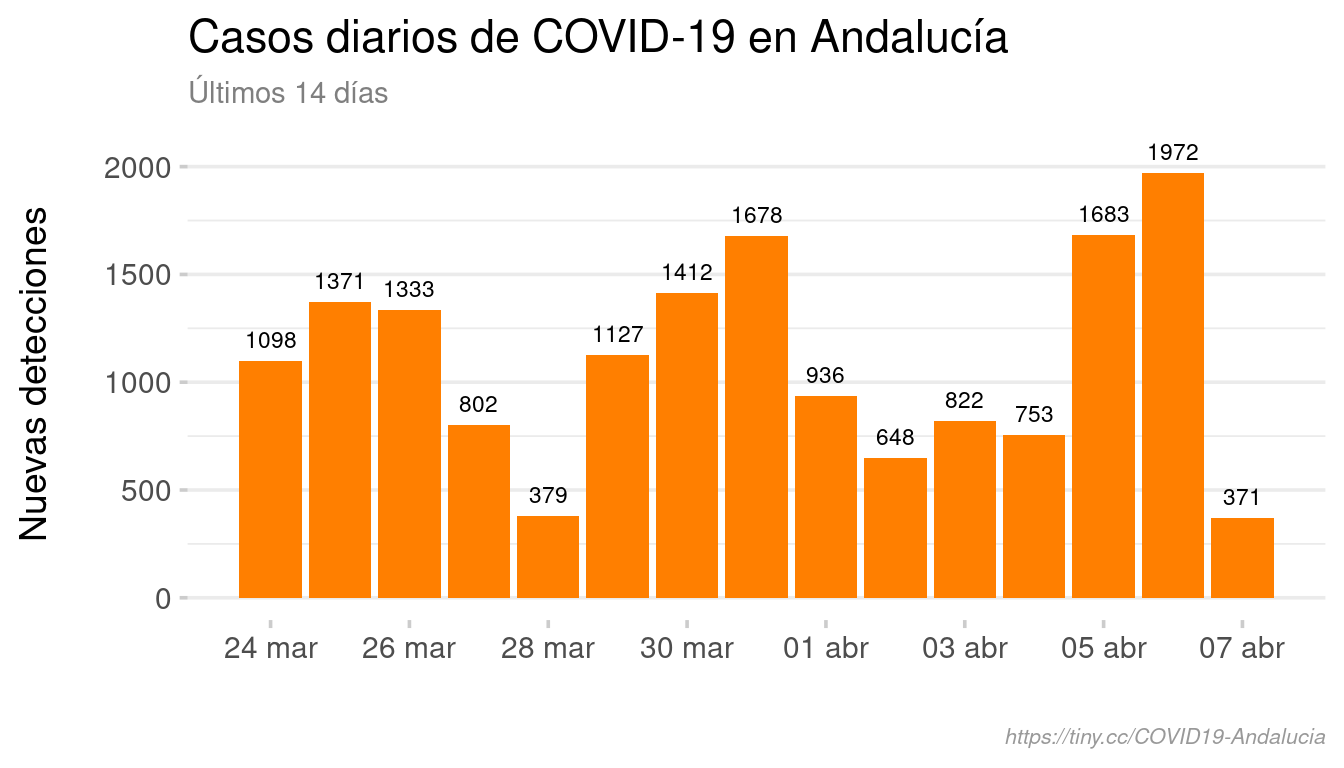 Casos diarios de COVID-19 en Andalucía
Últimos 14 días
Nuevas detecciones
2000
1500
1000
500
0
1098
1371
1333
802
379
1127
1412
1678
936
648
822
753
1683
1972
371
24 mar
26 mar
28 mar
30 mar
01 abr
03 abr
05 abr
07 abr
https://tiny.cc/COVID19-Andalucia